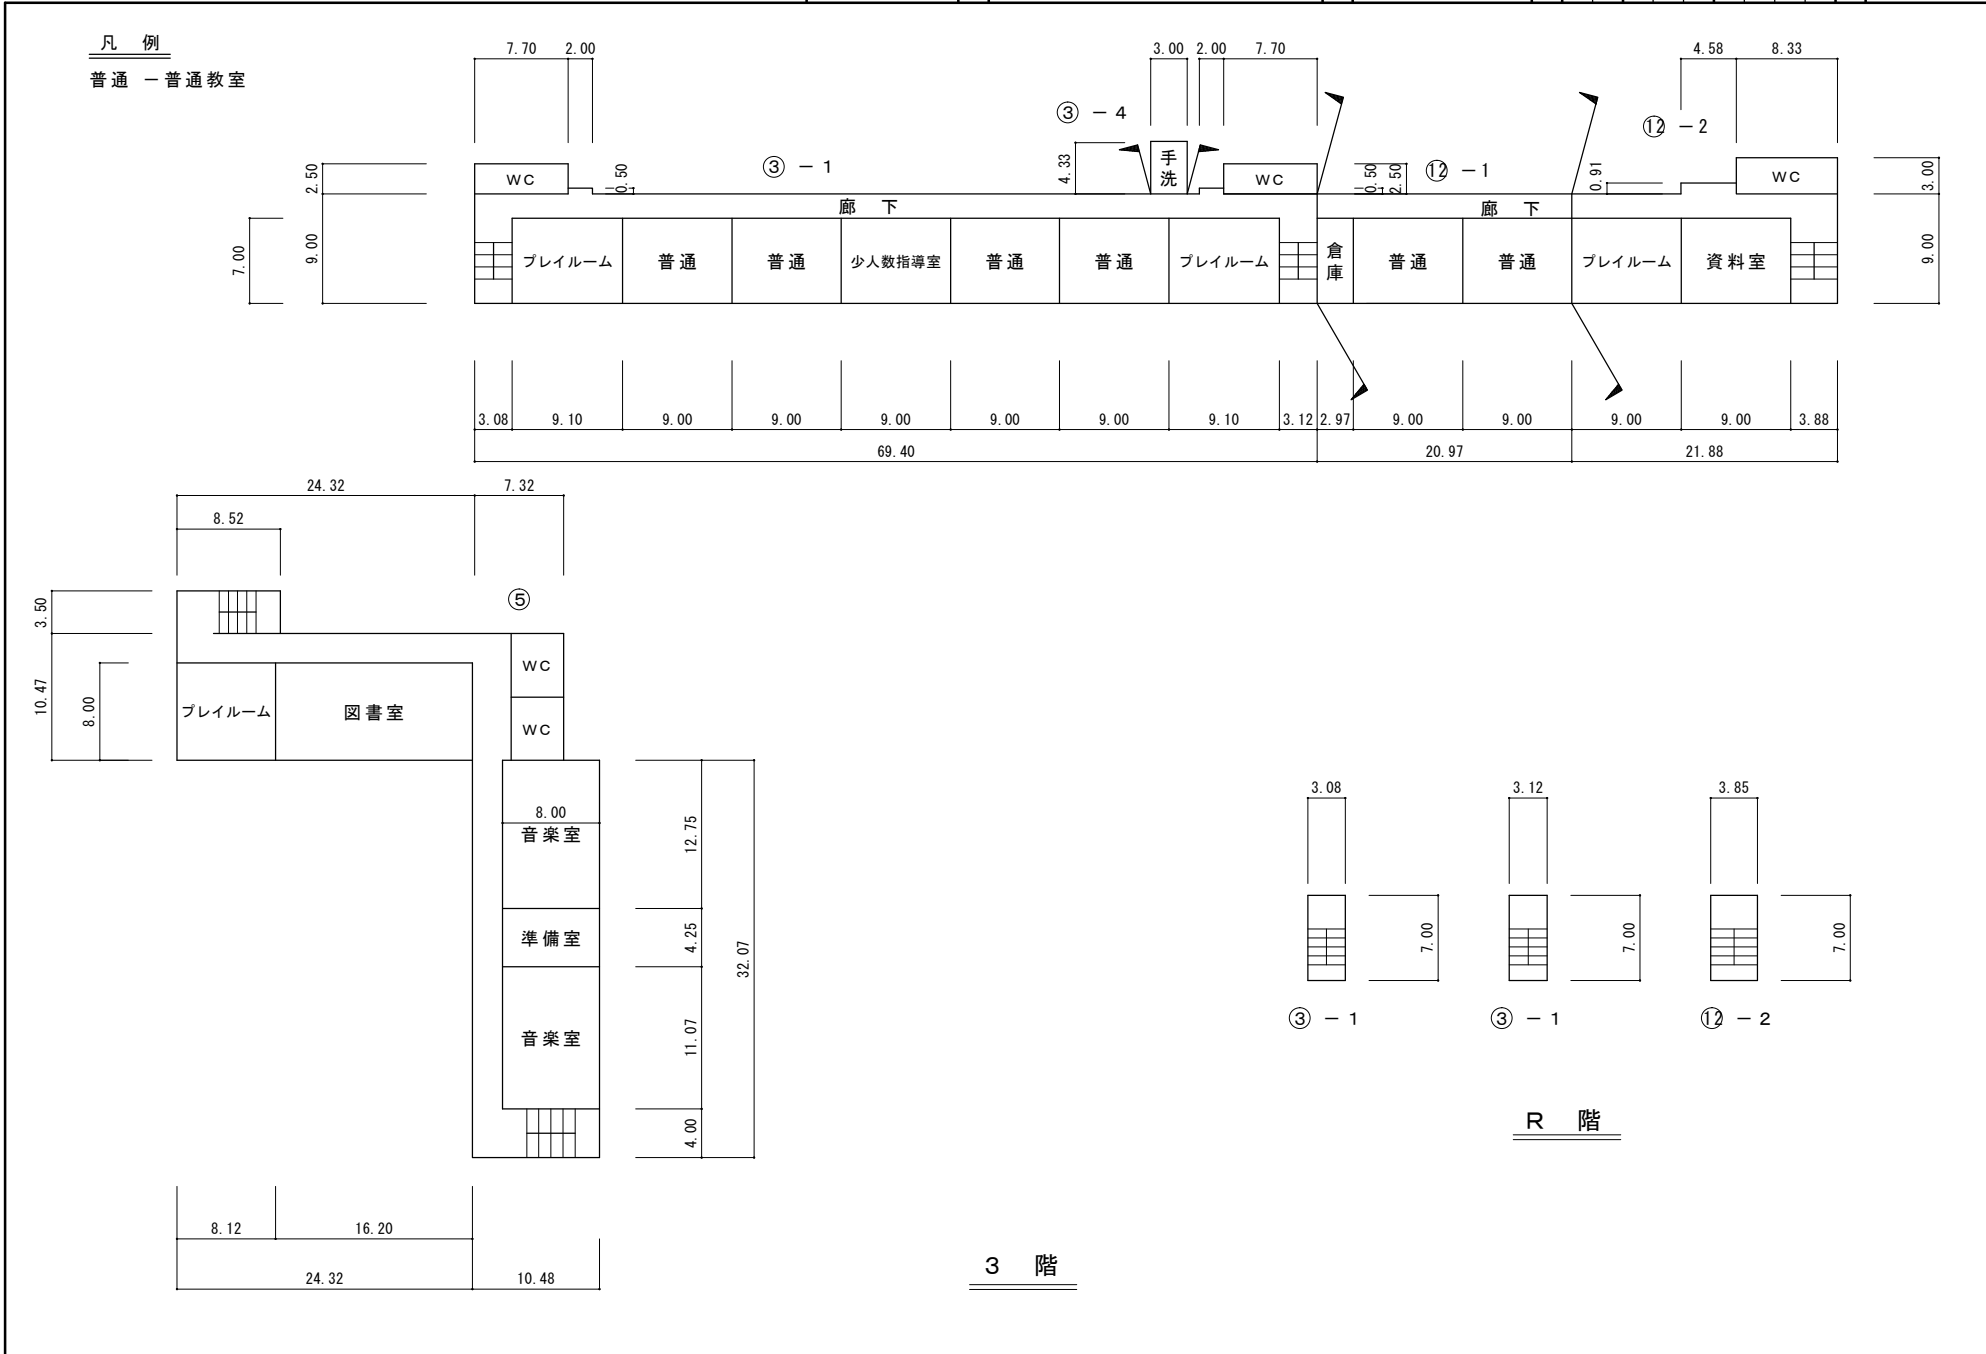 凡 例
普通 － 普通教室
7.70 2.00 3.00 2.00 7.70 4.58 8.33
③ － 4
⑫ － 2
③ － 1
⑫ － 1
2.50 0.50 4.33 0.50 2.50 0.91 3.00
WC 手洗 WC WC
廊 下 廊 下
7.00 9.00 9.00
プレイルーム 普通 普通 少人数指導室 普通 普通 プレイルーム 倉庫 普通 普通 プレイルーム 資料室
3.08 9.10 9.00 9.00 9.00 9.00 9.00 9.10 3.12 2.97 9.00 9.00 9.00 9.00 3.88
69.40 20.97 21.88
24.32 7.32
8.52
⑤
3.50
10.47
8.00
WC
WC
プレイルーム 図書室
8.00
音楽室
12.75
準備室
4.25
32.07
音楽室
11.07
4.00
8.12 16.20
24.32 10.48
3.08 3.12 3.85
7.00 7.00 7.00
③ － 1 ③ － 1 ⑫ － 2
R 階
3 階